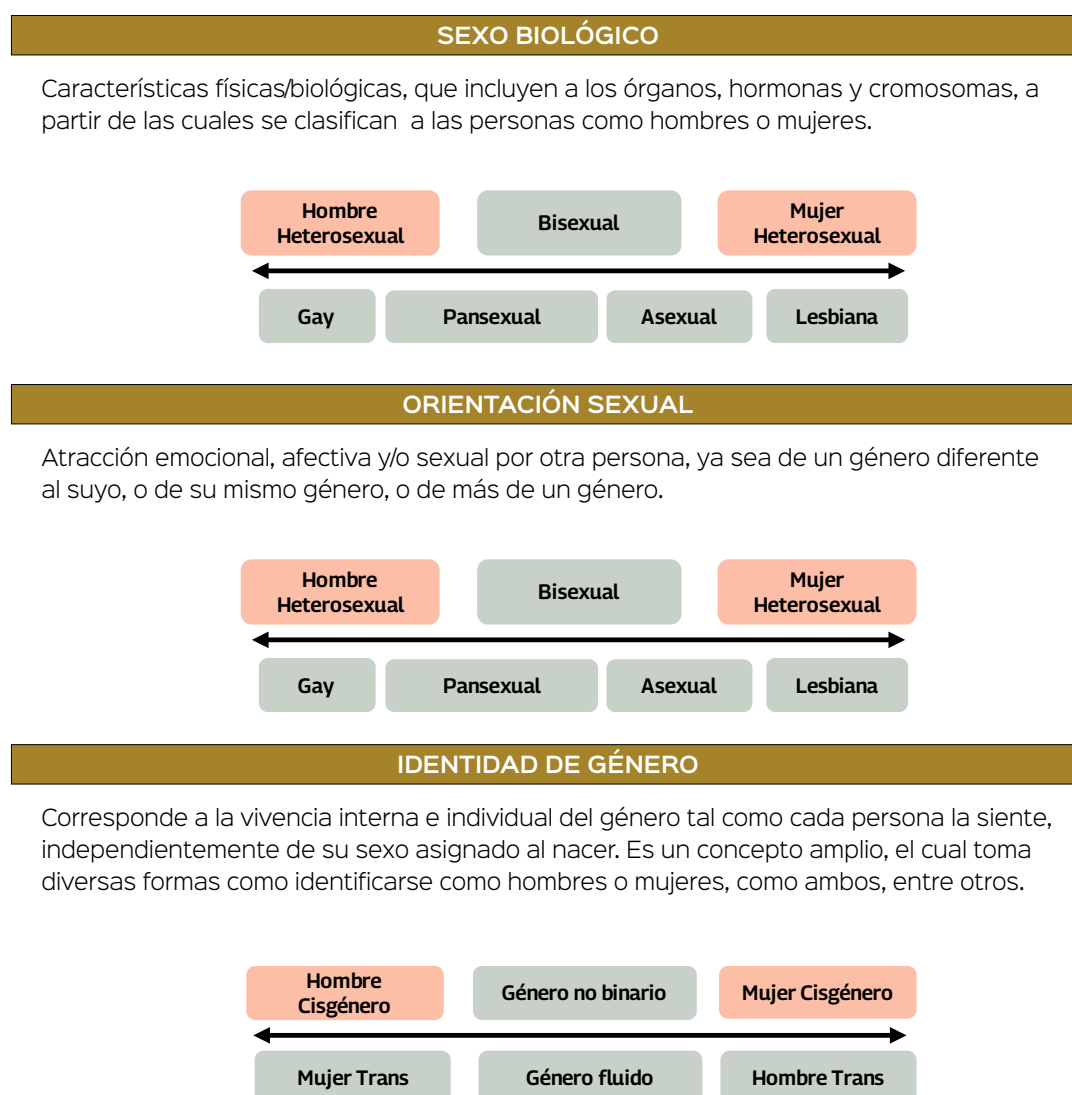 SEXO BIOLÓGICO
Características físicas/biológicas, que incluyen a los órganos, hormonas y cromosomas, a
partir de las cuales se clasifican a las personas como hombres o mujeres.
Hombre
Heterosexual
Bisexual
Mujer
Heterosexual
Gay
Pansexual
Asexual
Lesbiana
ORIENTACIÓN SEXUAL
Atracción emocional, afectiva y/o sexual por otra persona, ya sea de un género diferente
al suyo, o de su mismo género, o de más de un género.
Hombre
Heterosexual
Bisexual
Mujer
Heterosexual
Gay
Pansexual
Asexual
Lesbiana
IDENTIDAD DE GÉNERO
Corresponde a la vivencia interna e individual del género tal como cada persona la siente,
independientemente de su sexo asignado al nacer. Es un concepto amplio, el cual toma
diversas formas como identificarse como hombres o mujeres, como ambos, entre otros.
Hombre
Cisgénero
Género no binario
Mujer Cisgénero
Mujer Trans
Género fluido
Hombre Trans